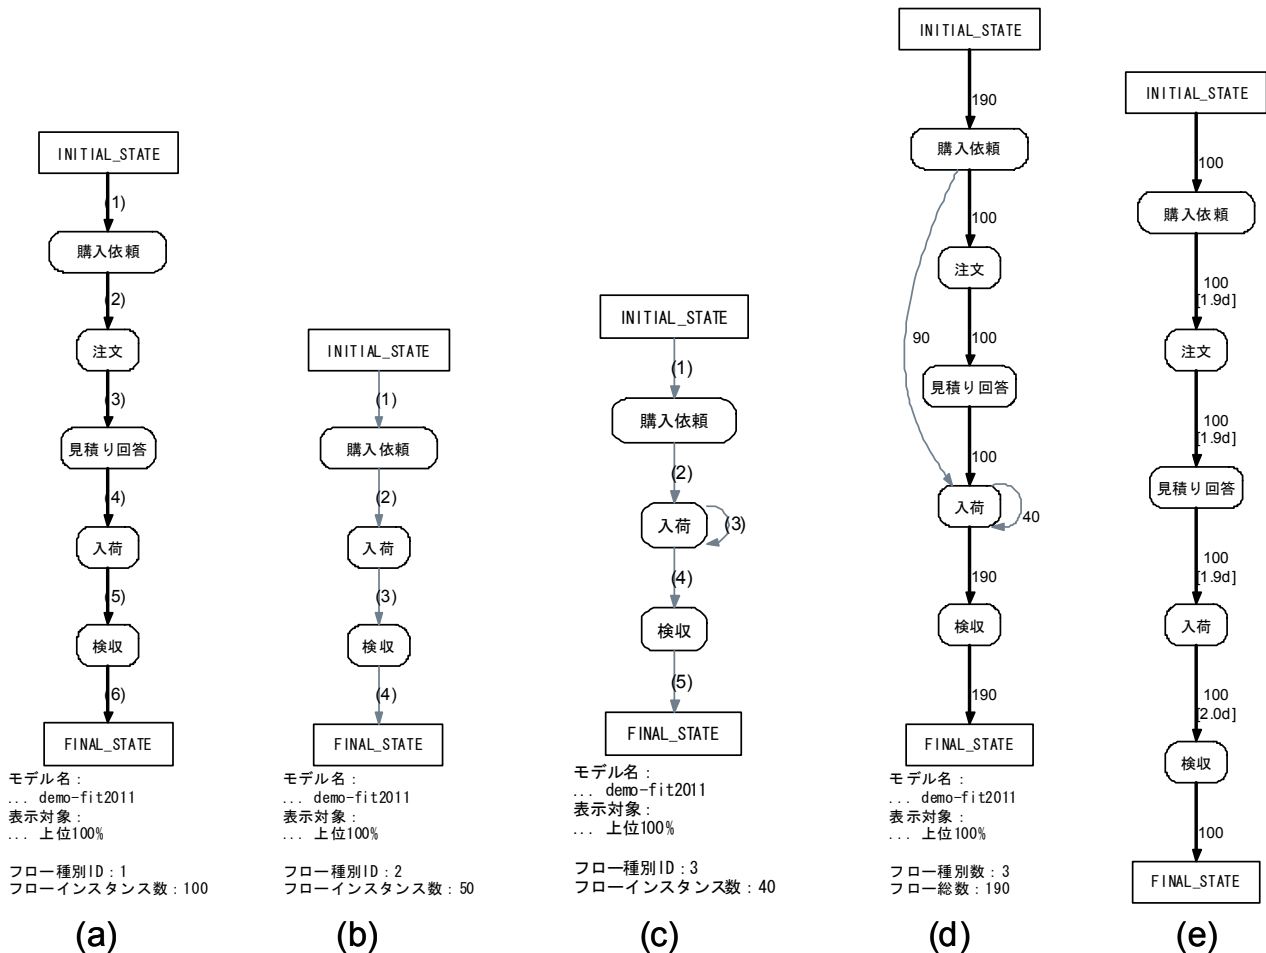 INITIAL_STATE
(1)
購入依頼
(2)
注文
(3)
見積り回答
(4)
入荷
(5)
検収
(6)
FINAL_STATE
モデル名：
... demo-fit2011
表示対象：
... 上位100%
フロー種別ID：1
フローインスタンス数：100
(a)
INITIAL_STATE
(1)
購入依頼
(2)
入荷
(3)
検収
(4)
FINAL_STATE
モデル名：
... demo-fit2011
表示対象：
... 上位100%
フロー種別ID：2
フローインスタンス数：50
(b)
INITIAL_STATE
(1)
購入依頼
(2)
入荷
(3)
(4)
検収
(5)
FINAL_STATE
モデル名：
... demo-fit2011
表示対象：
... 上位100%
フロー種別ID：3
フローインスタンス数：40
(c)
INITIAL_STATE
190
購入依頼
100
注文
90
100
見積り回答
100
入荷
40
190
検収
190
FINAL_STATE
モデル名：
... demo-fit2011
表示対象：
... 上位100%
フロー種別数：3
フロー総数：190
(d)
INITIAL_STATE
100
購入依頼
100
[1.9d]
注文
100
[1.9d]
見積り回答
100
[1.9d]
入荷
100
[2.0d]
検収
100
FINAL_STATE
(e)